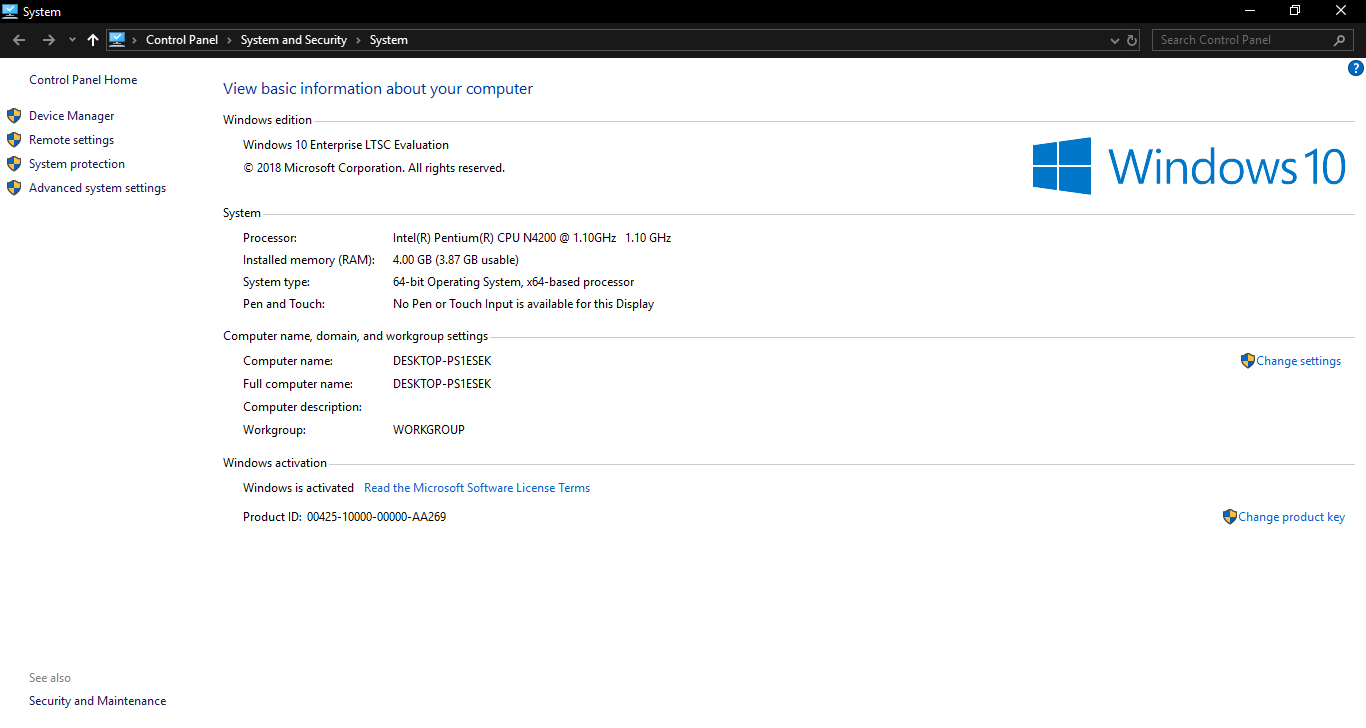 System
Control Panel > System and Security > System
Search Control Panel
Control Panel Home
Device Manager
Remote settings
System protection
Advanced system settings
See also
Security and Maintenance
?
View basic information about your computer
Windows edition
Windows 10 Enterprise LTSC Evaluation
© 2018 Microsoft Corporation. All rights reserved.
Windows 10
System
Processor: Intel(R) Pentium(R) CPU N4200 @ 1.10GHz 1.10 GHz
Installed memory (RAM): 4.00 GB (3.87 GB usable)
System type: 64-bit Operating System, x64-based processor
Pen and Touch: No Pen or Touch Input is available for this Display
Computer name, domain, and workgroup settings
Computer name: DESKTOP-PS1ESEK Change settings
Full computer name: DESKTOP-PS1ESEK
Computer description:
Workgroup: WORKGROUP
Windows activation
Windows is activated Read the Microsoft Software License Terms
Product ID: 00425-10000-00000-AA269 Change product key